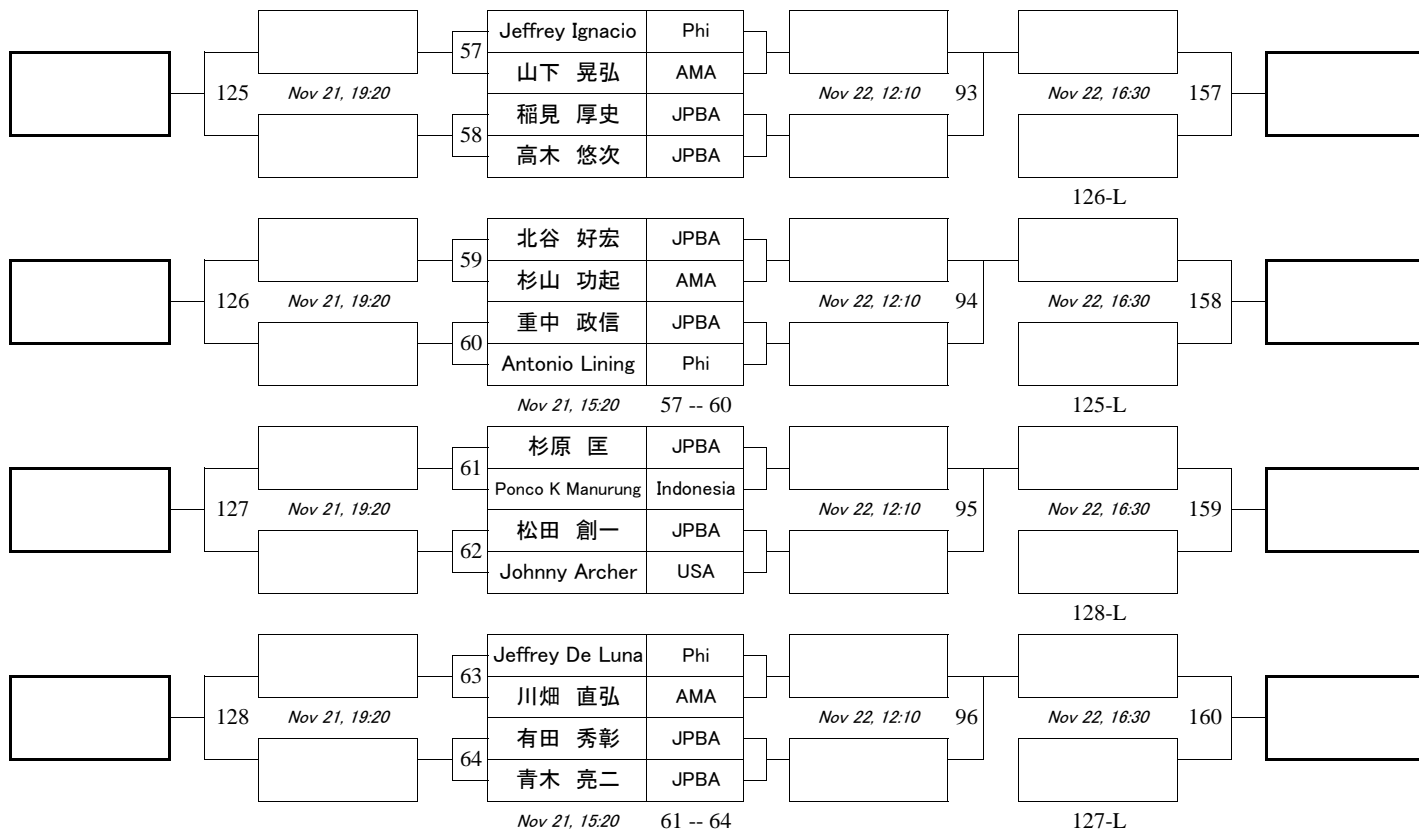 Jeffrey Ignacio Phi
57
山下 晃弘 AMA
125 Nov 21, 19:20 Nov 22, 12:10 93 Nov 22, 16:30 157
稲見 厚史 JPBA
58
高木 悠次 JPBA
126-L
北谷 好宏 JPBA
59
杉山 功起 AMA
126 Nov 21, 19:20 Nov 22, 12:10 94 Nov 22, 16:30 158
重中 政信 JPBA
60
Antonio Lining Phi
Nov 21, 15:20 57 -- 60 125-L
杉原 匡 JPBA
61
Ponco K Manurung Indonesia
127 Nov 21, 19:20 Nov 22, 12:10 95 Nov 22, 16:30 159
松田 創一 JPBA
62
Johnny Archer USA
128-L
Jeffrey De Luna Phi
63
川畑 直弘 AMA
128 Nov 21, 19:20 Nov 22, 12:10 96 Nov 22, 16:30 160
有田 秀彰 JPBA
64
青木 亮二 JPBA
Nov 21, 15:20 61 -- 64 127-L